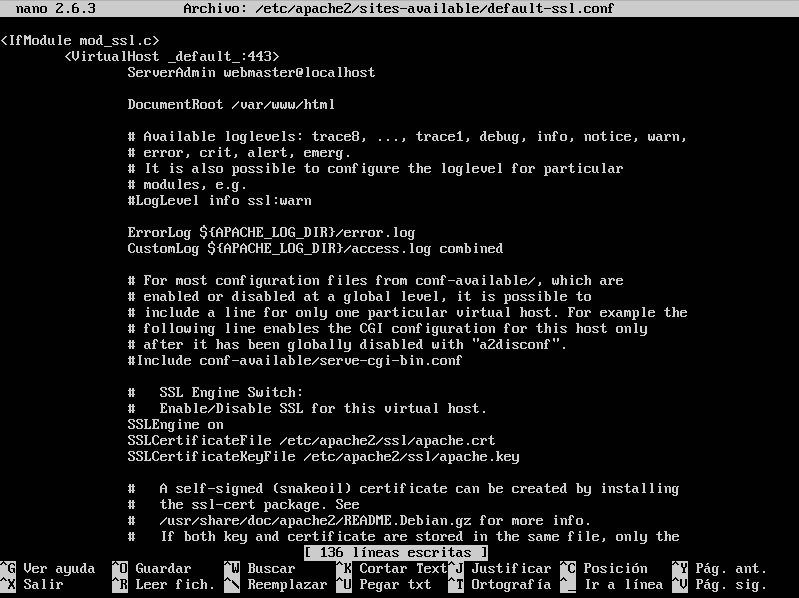 nano 2.6.3 Archivo: /etc/apache2/sites-available/default-ssl.conf
<IfModule mod_ssl.c>
<VirtualHost _default_:443>
ServerAdmin webmaster@localhost
DocumentRoot /var/www/html
# Available loglevels: trace8, ..., trace1, debug, info, notice, warn,
# error, crit, alert, emerg.
# It is also possible to configure the loglevel for particular
# modules, e.g.
#LogLevel info ssl:warn
ErrorLog ${APACHE_LOG_DIR}/error.log
CustomLog ${APACHE_LOG_DIR}/access.log combined
# For most configuration files from conf-available/, which are
# enabled or disabled at a global level, it is possible to
# include a line for only one particular virtual host. For example the
# following line enables the CGI configuration for this host only
# after it has been globally disabled with "a2disconf".
#Include conf-available/serve-cgi-bin.conf
# SSL Engine Switch:
# Enable/Disable SSL for this virtual host.
SSLEngine on
SSLCertificateFile /etc/apache2/ssl/apache.crt
SSLCertificateKeyFile /etc/apache2/ssl/apache.key
# A self-signed (snakeoil) certificate can be created by installing
# the ssl-cert package. See
# /usr/share/doc/apache2/README.Debian.gz for more info.
# If both key and certificate are stored in the same file, only the
[ 136 líneas escritas ]
^G Ver ayuda ^O Guardar ^W Buscar ^K Cortar Text ^J Justificar ^C Posición ^Y Pág. ant.
^X Salir ^R Leer fich. ^\ Reemplazar ^U Pegar txt ^T Ortografía ^_ Ir a línea ^V Pág. sig.